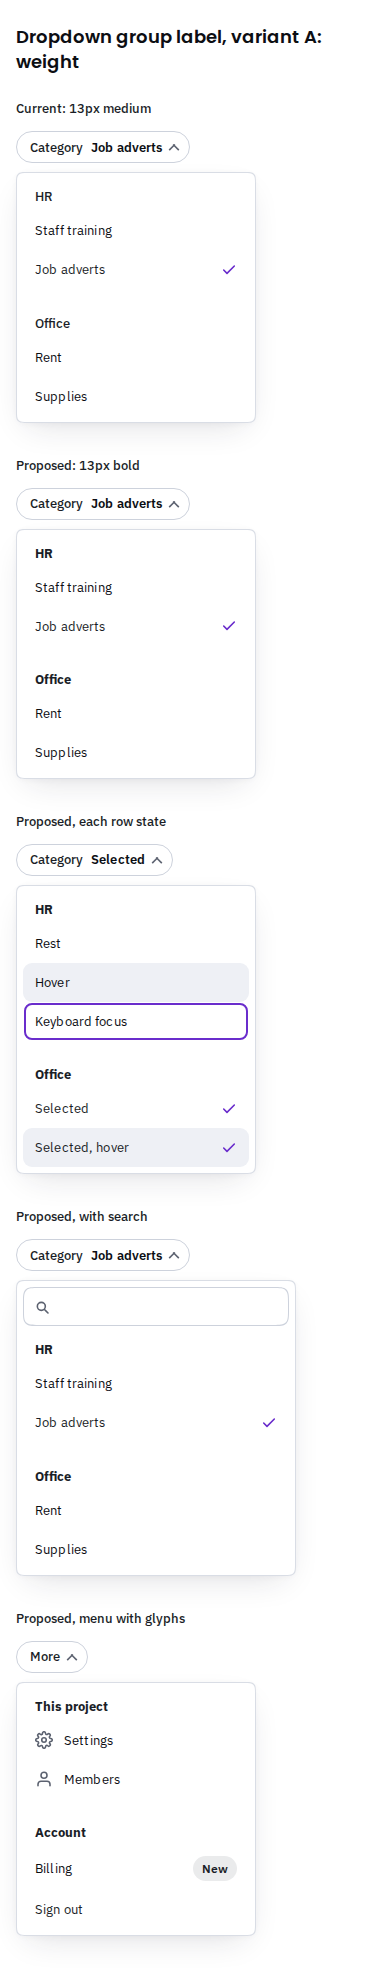 Dropdown group label, variant A:
weight
Current: 13px medium
Category Job adverts
HR
Staff training
Job adverts
Office
Rent
Supplies
Proposed: 13px bold
Category Job adverts
HR
Staff training
Job adverts
Office
Rent
Supplies
Proposed, each row state
Category Selected
HR
Rest
Hover
Keyboard focus
Office
Selected
Selected, hover
Proposed, with search
Category Job adverts
HR
Staff training
Job adverts
Office
Rent
Supplies
Proposed, menu with glyphs
More
This project
Settings
Members
Account
Billing New
Sign out